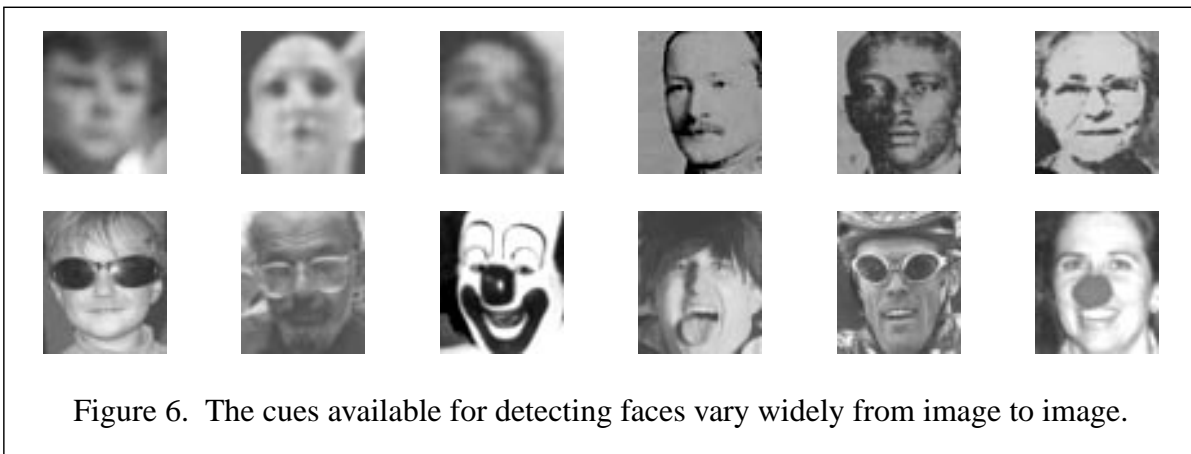 Figure 6. The cues available for detecting faces vary widely from image to image.